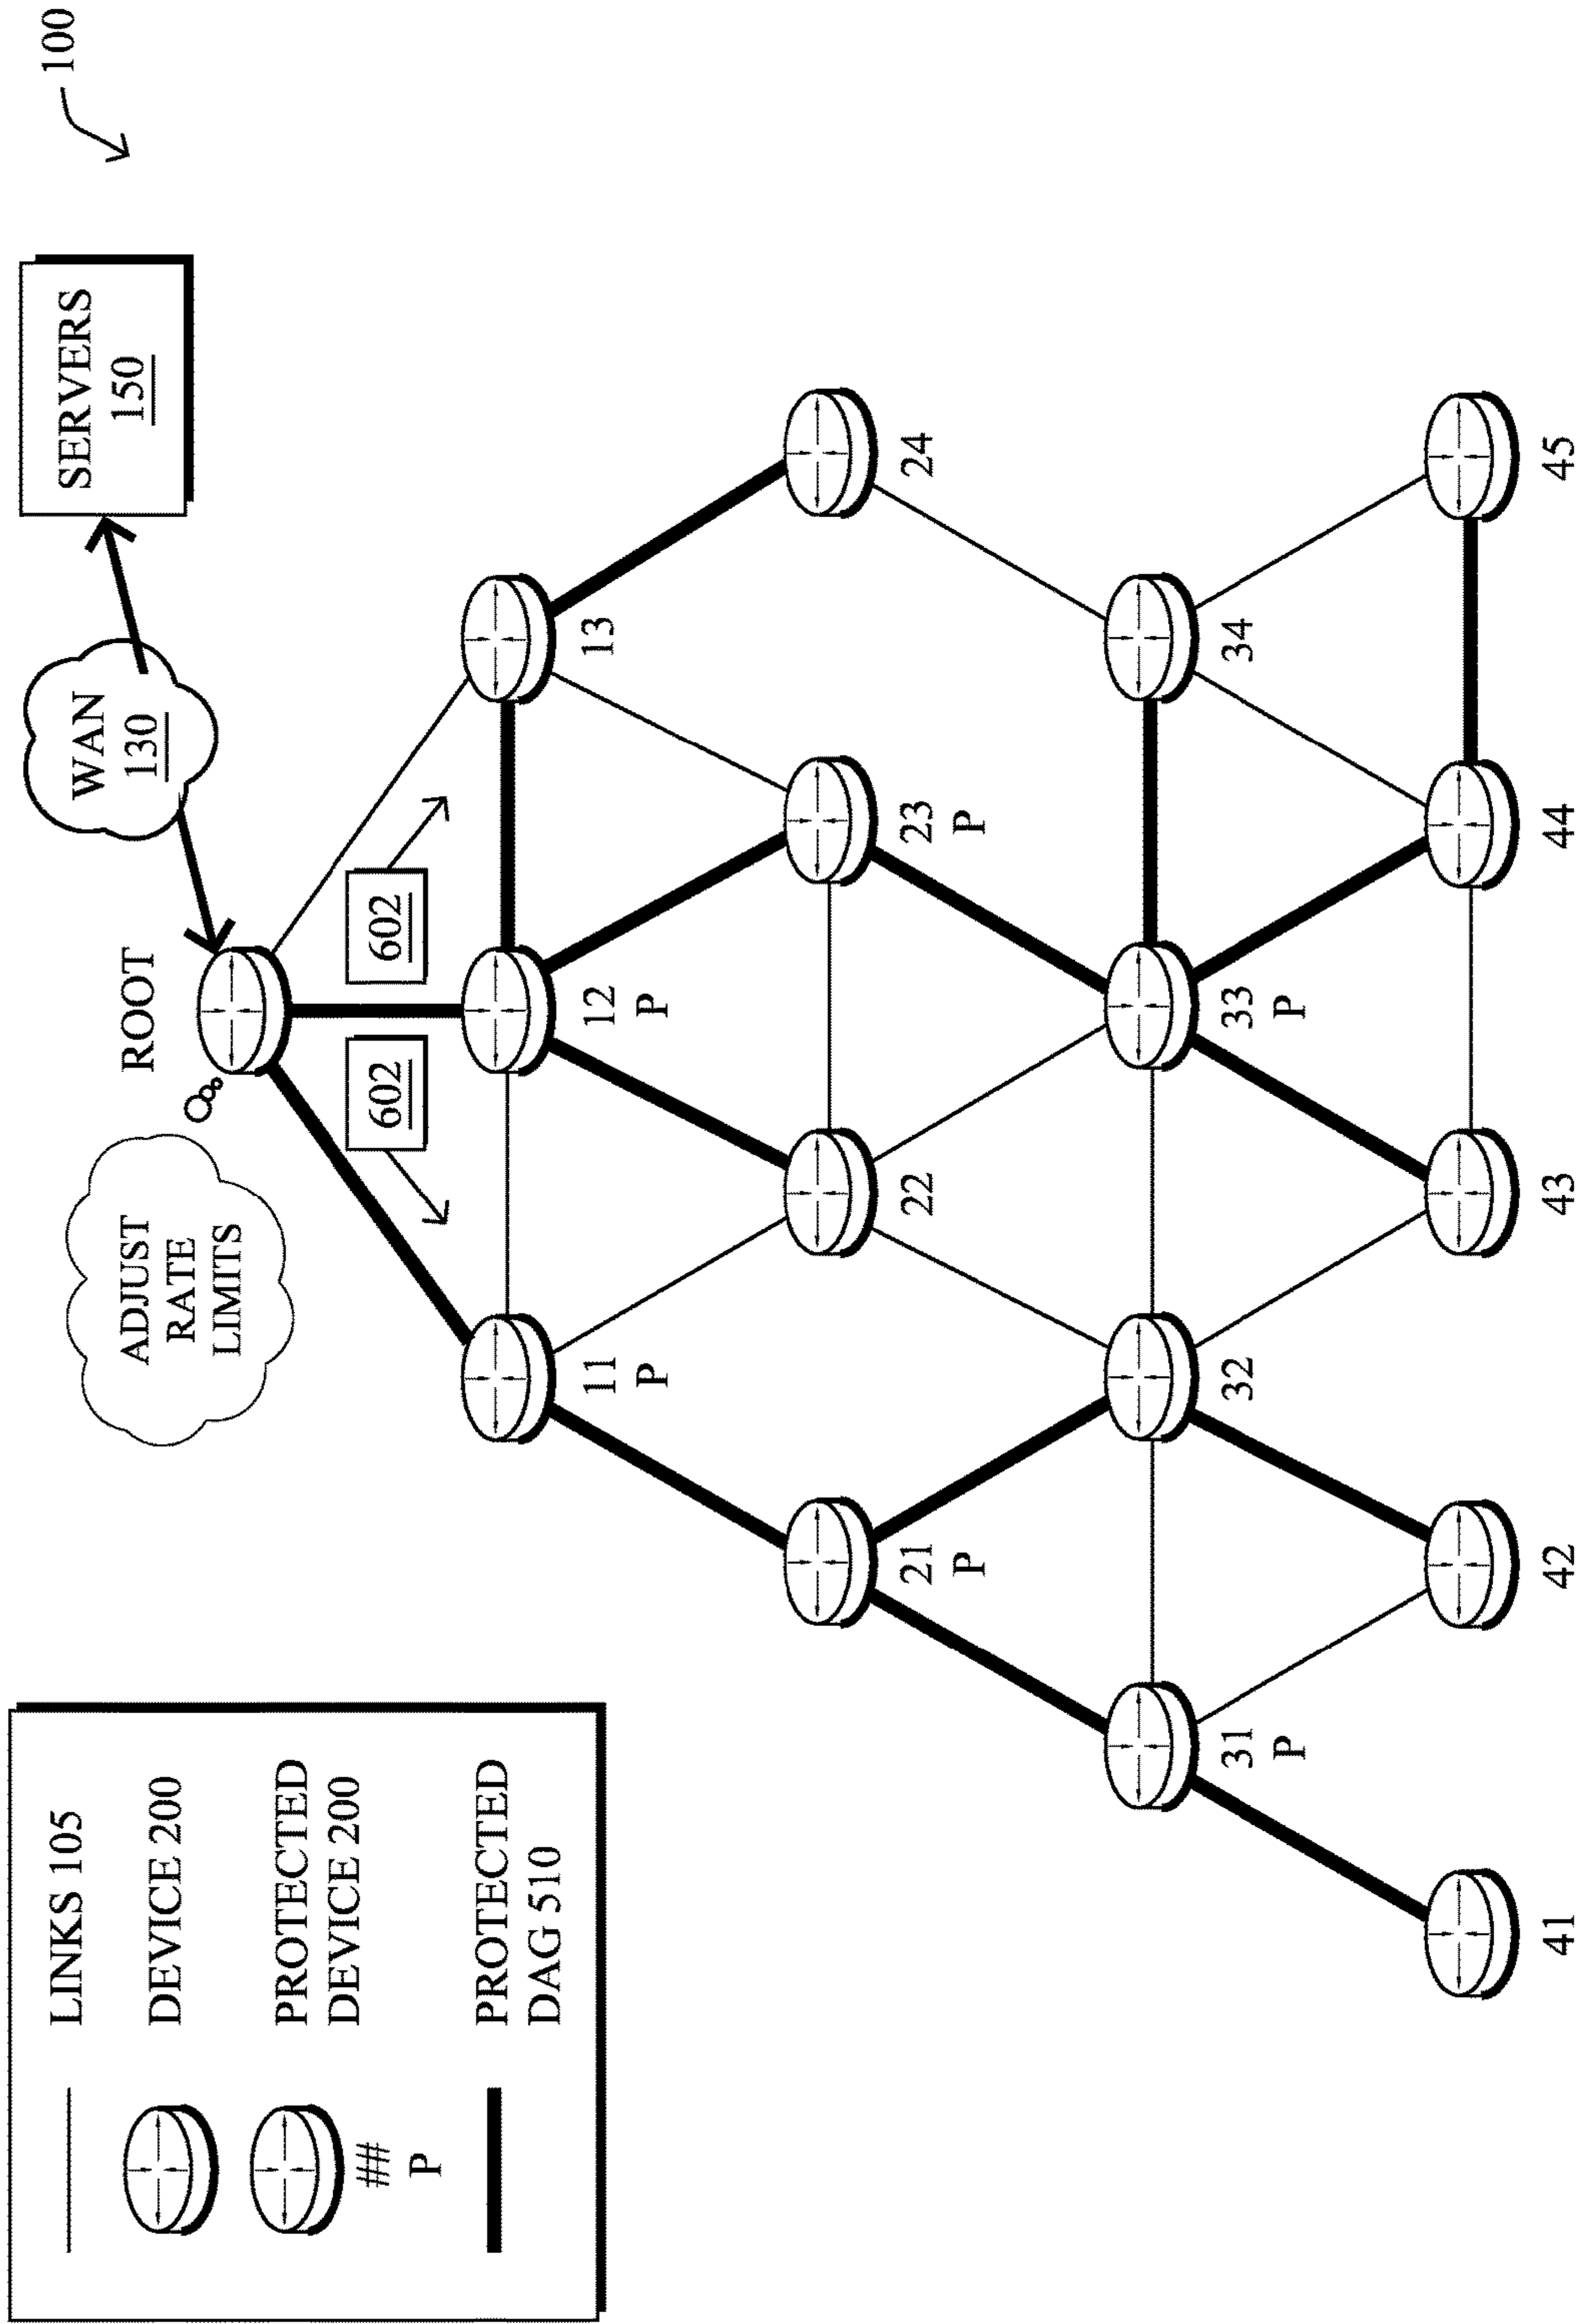 LINKS 105
DEVICE 200
##
P
PROTECTED
DEVICE 200
PROTECTED
DAG 510
ADJUST
RATE
LIMITS
ROOT
WAN
130
SERVERS
150
100
602
602
11
P
12
P
13
21
P
22
23
P
24
31
P
32
33
P
34
41
42
43
44
45